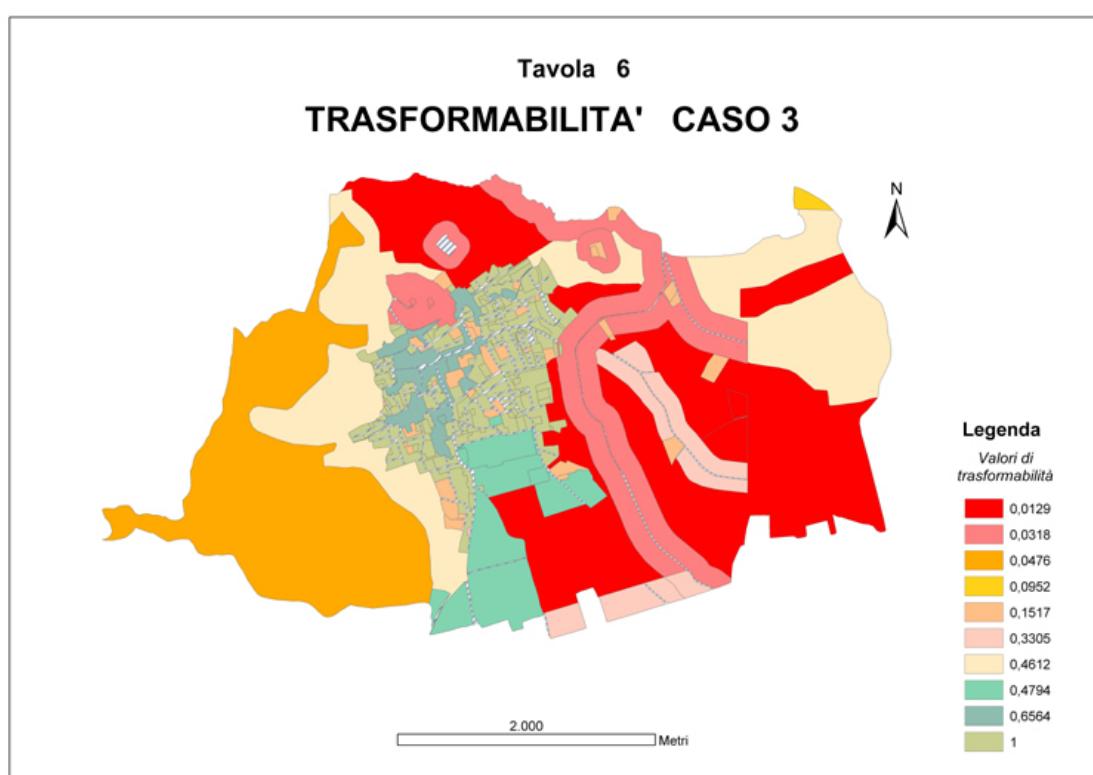 Tavola 6
TRASFORMABILITA' CASO 3
N
Legenda
Valori di
trasformabilità
0,0129
0,0318
0,0476
0,0952
0,1517
0,3305
0,4612
0,4794
0,6564
1
2.000
Metri